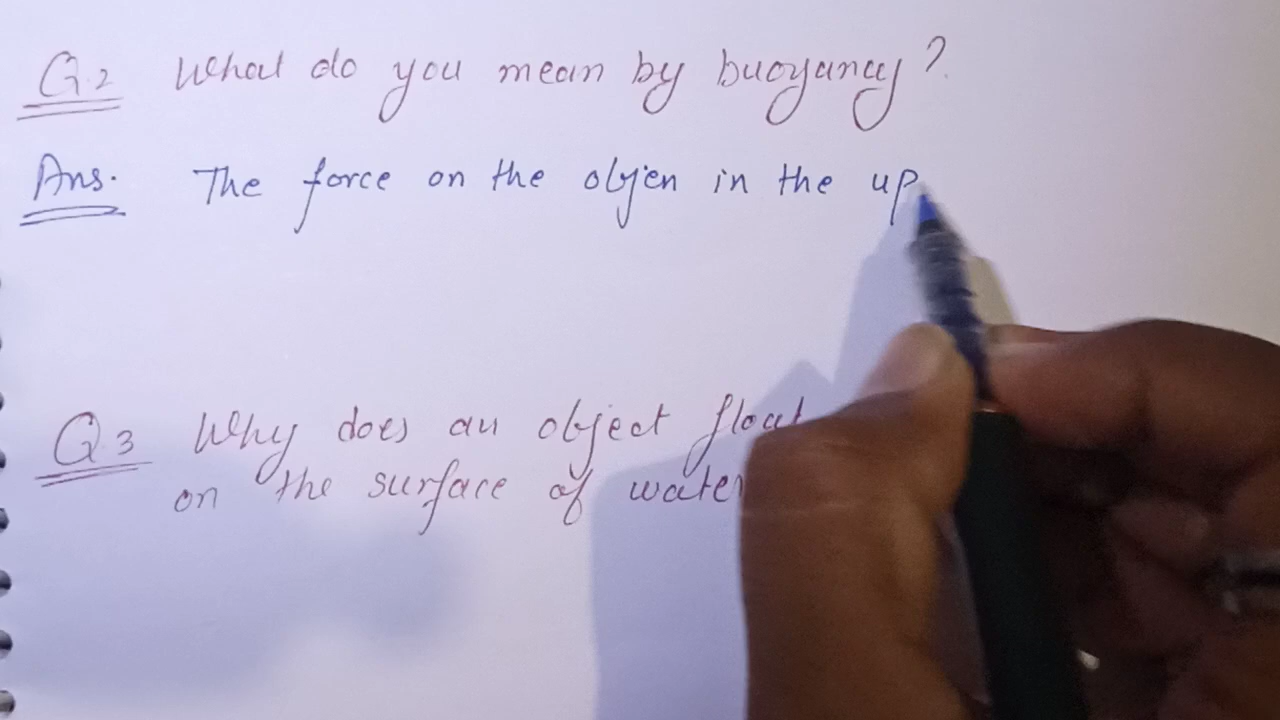 Q.2 What do you mean by buoyancy?
Ans. The force on the objen in the up
Q.3 Why does an object float
on the surface of water